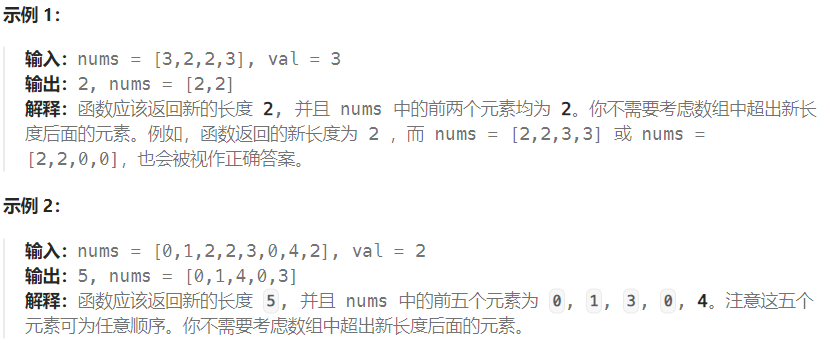 示例 1：
输入：nums = [3,2,2,3], val = 3
输出：2, nums = [2,2]
解释：函数应该返回新的长度 2, 并且 nums 中的前两个元素均为 2。你不需要考虑数组中超出新长
度后面的元素。例如，函数返回的新长度为 2 ，而 nums = [2,2,3,3] 或 nums =
[2,2,0,0]，也会被视作正确答案。
示例 2：
输入：nums = [0,1,2,2,3,0,4,2], val = 2
输出：5, nums = [0,1,4,0,3]
解释：函数应该返回新的长度 5, 并且 nums 中的前五个元素为 0, 1, 3, 0, 4。注意这五个
元素可为任意顺序。你不需要考虑数组中超出新长度后面的元素。